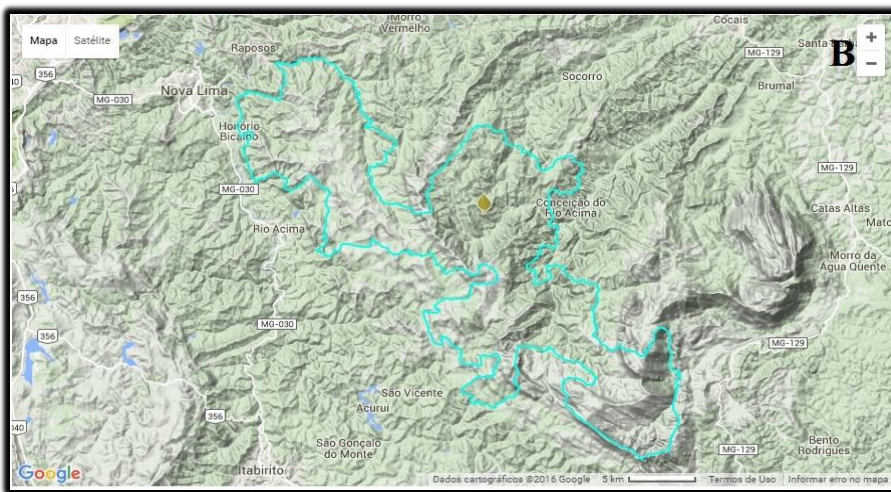 Morro
Vermelho
Cocais
Mapa Satélite
Raposos
MG-129
Santa
B
+
−
356
Socorro
Nova Lima
Brumal
MG-030
Honório
Bicalho
MG-129
MG-030
Conceição do
Rio Acima
Catas Altas
Rio Acima
Morro da
Água Quente
356
MG-030
356
MG-129
São Vicente
Acuruí
356
São Gonçalo
do Monte
Bento
Rodrigues
MG-129
Itabirito
Google
Dados cartográficos ©2016 Google 5 km Termos de Uso Informar erro no mapa